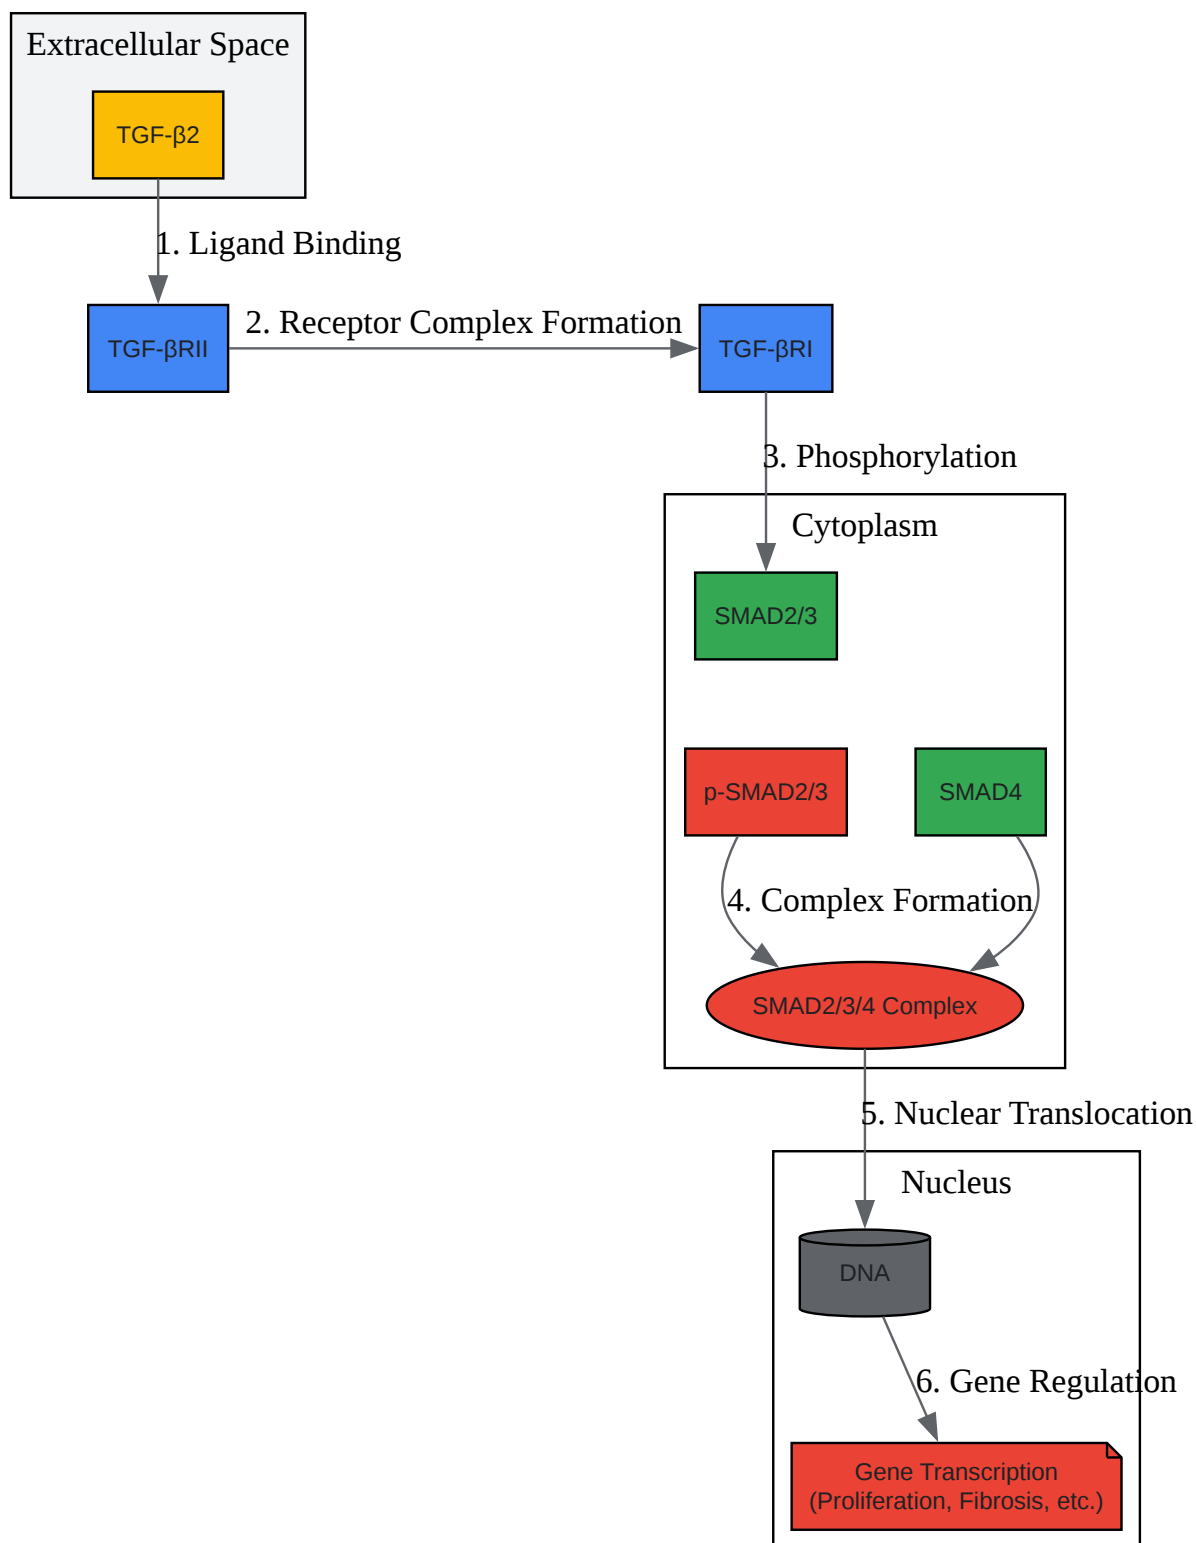 Extracellular Space
TGF-β2
1. Ligand Binding
TGF-βRII
2. Receptor Complex Formation
TGF-βRI
3. Phosphorylation
Cytoplasm
SMAD2/3
p-SMAD2/3
SMAD4
4. Complex Formation
SMAD2/3/4 Complex
5. Nuclear Translocation
Nucleus
DNA
6. Gene Regulation
Gene Transcription
(Proliferation, Fibrosis, etc.)